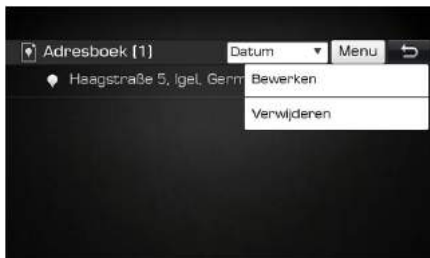 Adresboek (1) Datum Menu
Haagstraße 5, Igel, Germ Bewerken
Verwijderen